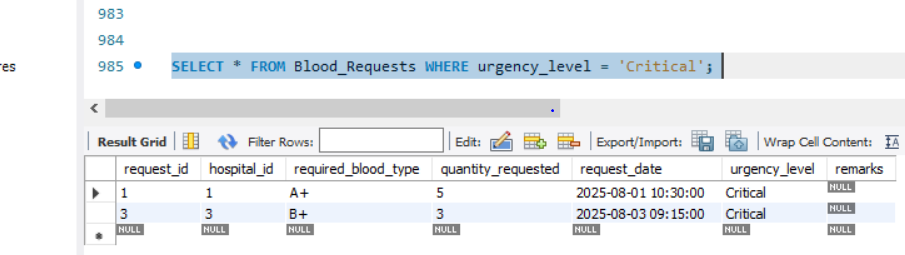 983
984
res
985 SELECT * FROM Blood_Requests WHERE urgency_level = 'Critical';
Result Grid Filter Rows: Edit: Export/Import: Wrap Cell Content:
request_id hospital_id required_blood_type quantity_requested request_date urgency_level remarks
1 1 A+ 5 2025-08-01 10:30:00 Critical NULL
3 3 B+ 3 2025-08-03 09:15:00 Critical NULL
NULL NULL NULL NULL NULL NULL NULL